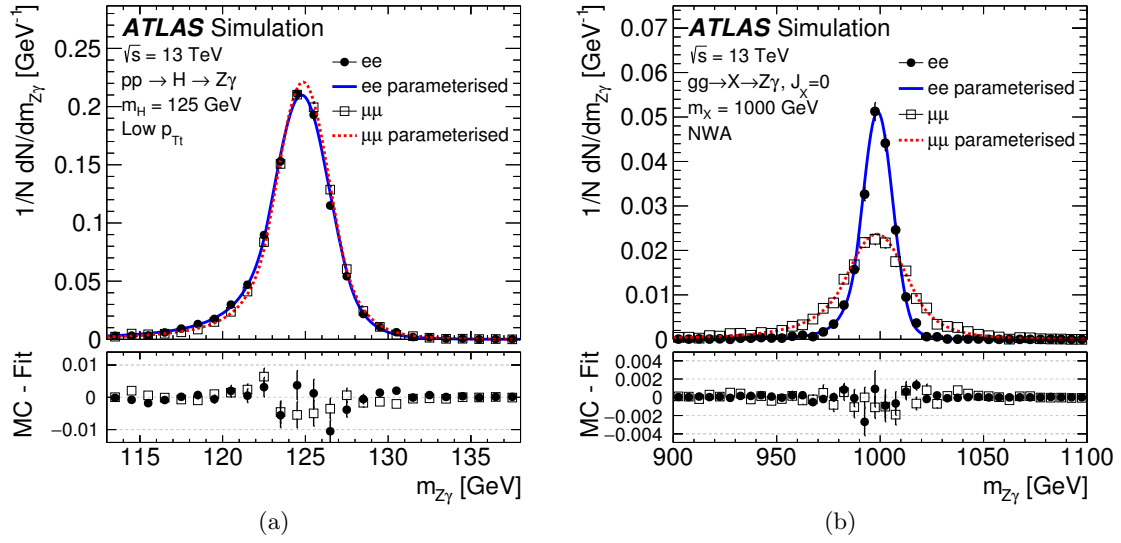 ATLAS Simulation
√s = 13 TeV
pp → H → Zγ
m_H = 125 GeV
Low p_Tt
ee
ee parameterised
μμ
μμ parameterised
1/N dN/dm_Zγ [GeV⁻¹]
0.25
0.2
0.15
0.1
0.05
0
MC - Fit
0.01
0
−0.01
115 120 125 130 135
m_Zγ [GeV]
(a)
ATLAS Simulation
√s = 13 TeV
gg→X→Zγ, J_X=0
m_X = 1000 GeV
NWA
ee
ee parameterised
μμ
μμ parameterised
1/N dN/dm_Zγ [GeV⁻¹]
0.07
0.06
0.05
0.04
0.03
0.02
0.01
0
MC - Fit
0.004
0.002
0
−0.002
−0.004
900 950 1000 1050 1100
m_Zγ [GeV]
(b)